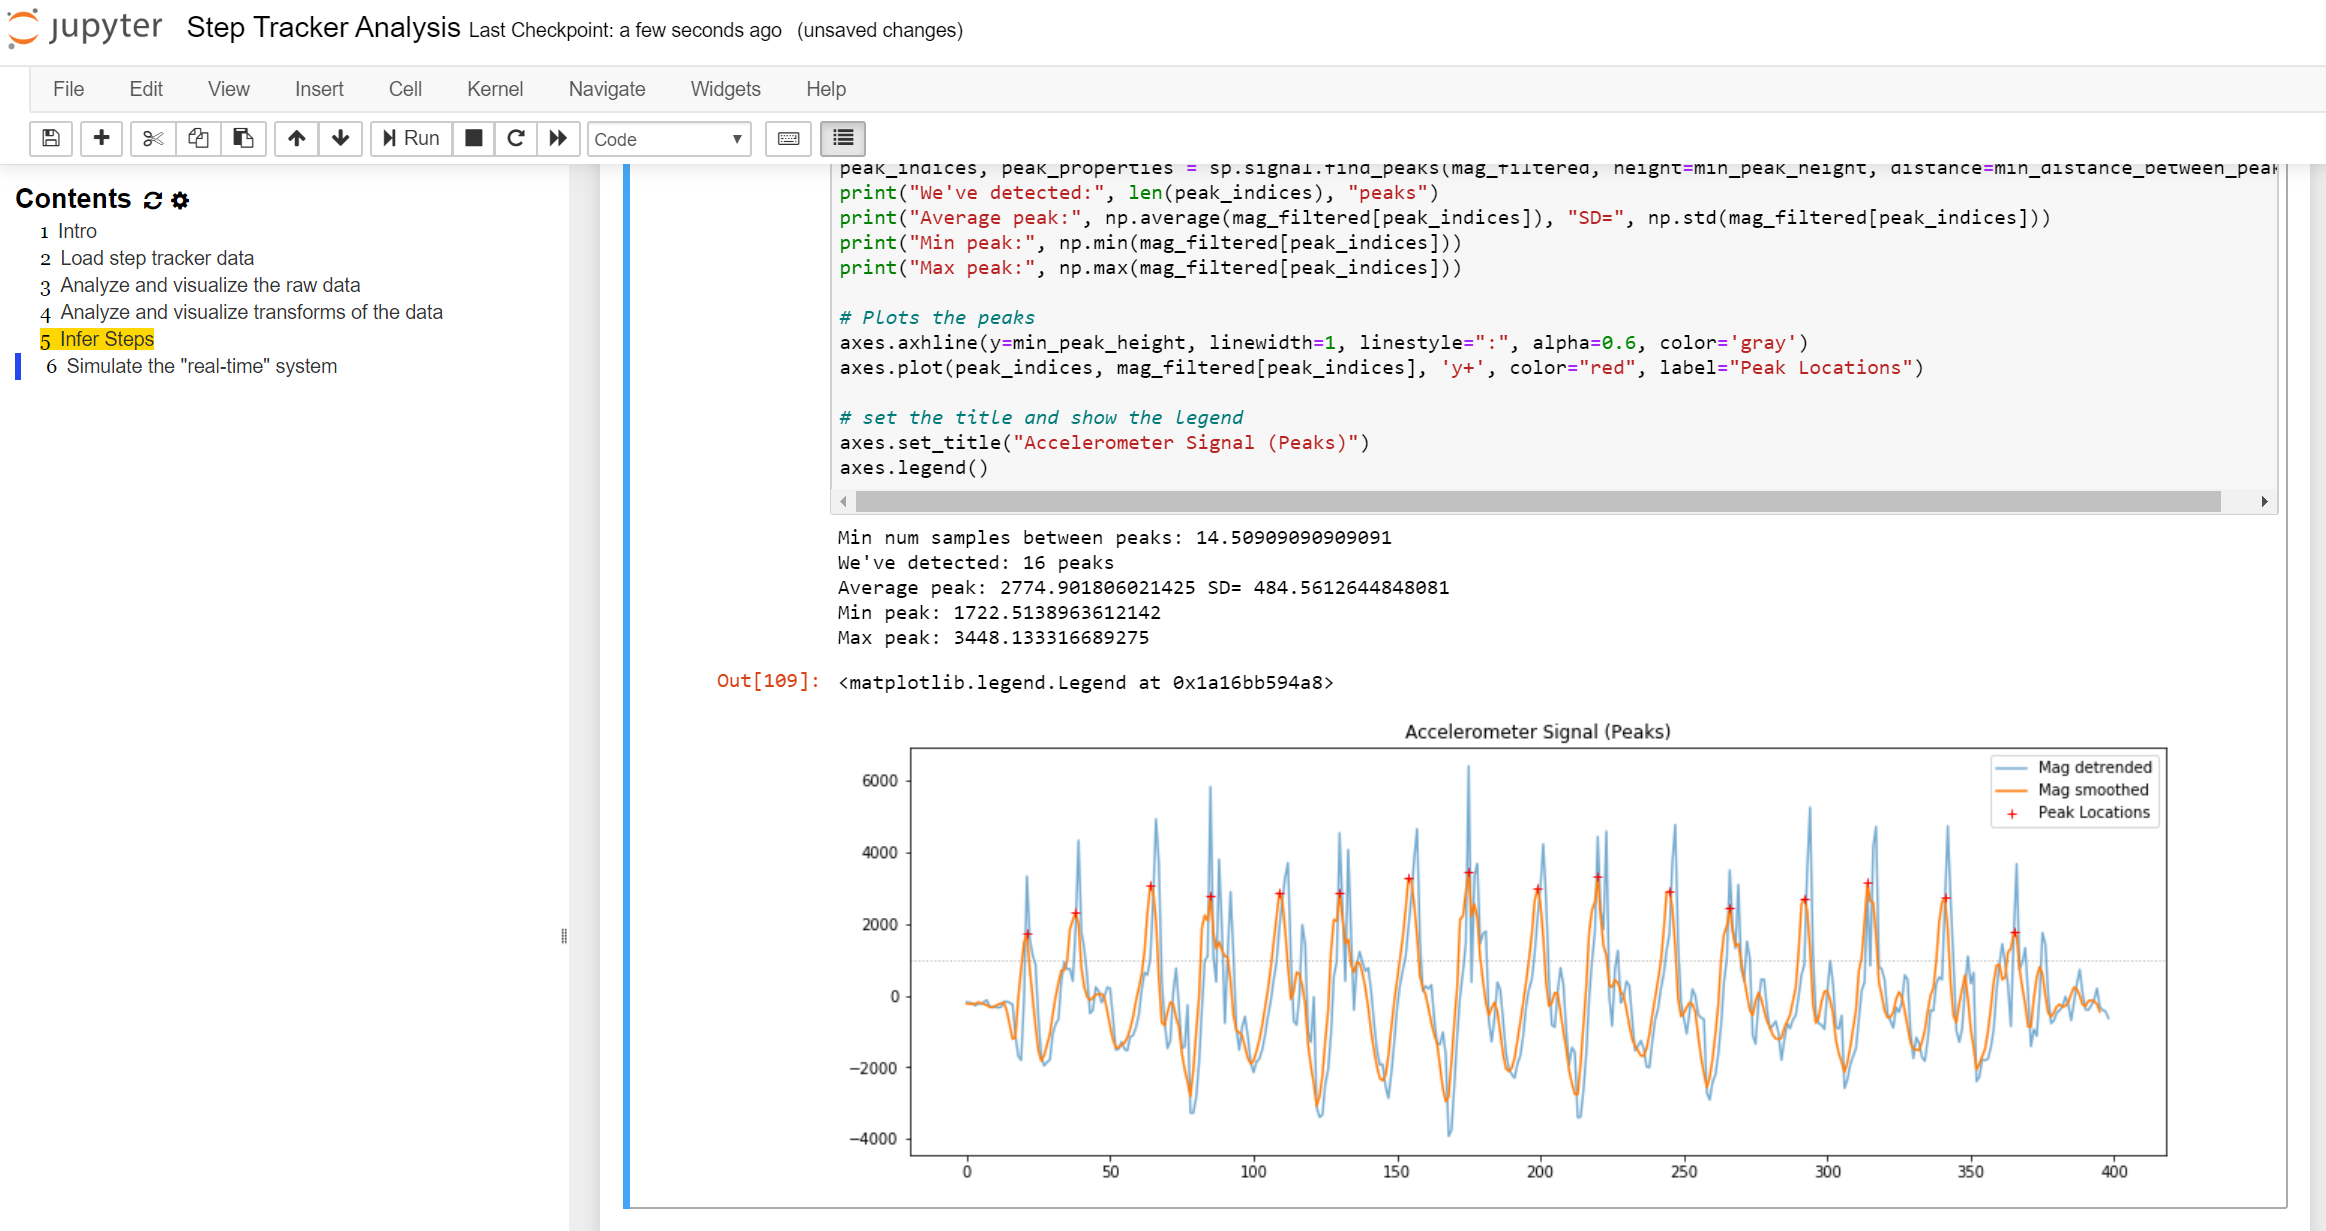 jupyter Step Tracker Analysis Last Checkpoint: a few seconds ago (unsaved changes)
File Edit View Insert Cell Kernel Navigate Widgets Help
Run Code
Contents
1 Intro
2 Load step tracker data
3 Analyze and visualize the raw data
4 Analyze and visualize transforms of the data
5 Infer Steps
6 Simulate the "real-time" system
peak_indices, peak_properties = sp.signal.find_peaks(mag_filtered, height=min_peak_height, distance=min_distance_between_peak
print("We've detected:", len(peak_indices), "peaks")
print("Average peak:", np.average(mag_filtered[peak_indices]), "SD=", np.std(mag_filtered[peak_indices]))
print("Min peak:", np.min(mag_filtered[peak_indices]))
print("Max peak:", np.max(mag_filtered[peak_indices]))
# Plots the peaks
axes.axhline(y=min_peak_height, linewidth=1, linestyle=":", alpha=0.6, color='gray')
axes.plot(peak_indices, mag_filtered[peak_indices], 'y+', color="red", label="Peak Locations")
# set the title and show the legend
axes.set_title("Accelerometer Signal (Peaks)")
axes.legend()
Min num samples between peaks: 14.50909090909091
We've detected: 16 peaks
Average peak: 2774.901806021425 SD= 484.5612644848081
Min peak: 1722.5138963612142
Max peak: 3448.133316689275
Out[109]: <matplotlib.legend.Legend at 0x1a16bb594a8>
Accelerometer Signal (Peaks)
Mag detrended
Mag smoothed
Peak Locations
6000
4000
2000
0
−2000
−4000
0 50 100 150 200 250 300 350 400